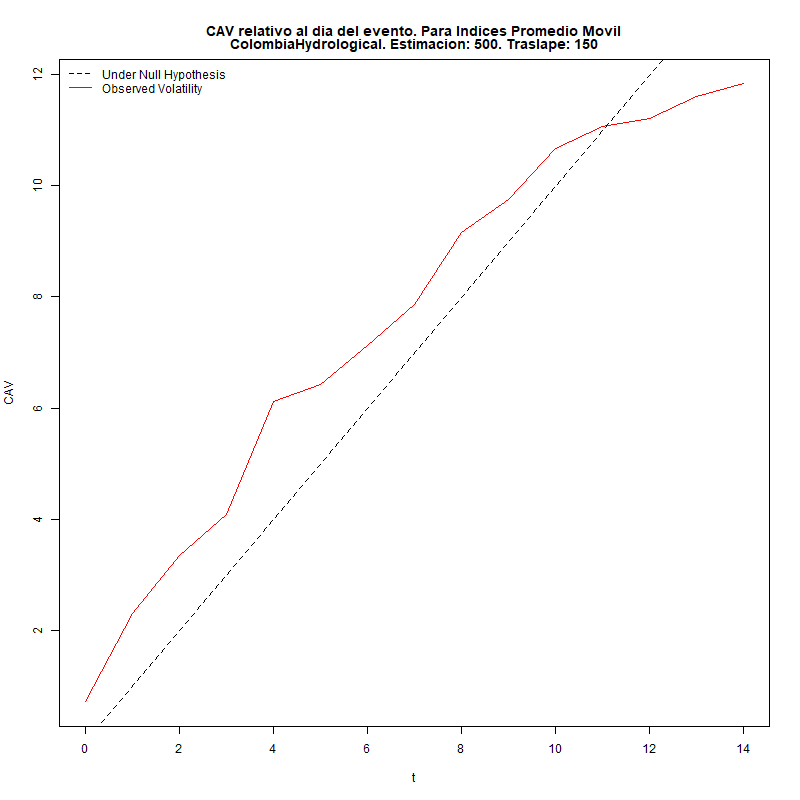 CAV relativo al dia del evento. Para Indices Promedio Movil
ColombiaHydrological. Estimacion: 500. Traslape: 150
Under Null Hypothesis
Observed Volatility
12
10
8
6
4
2
CAV
0 2 4 6 8 10 12 14
t